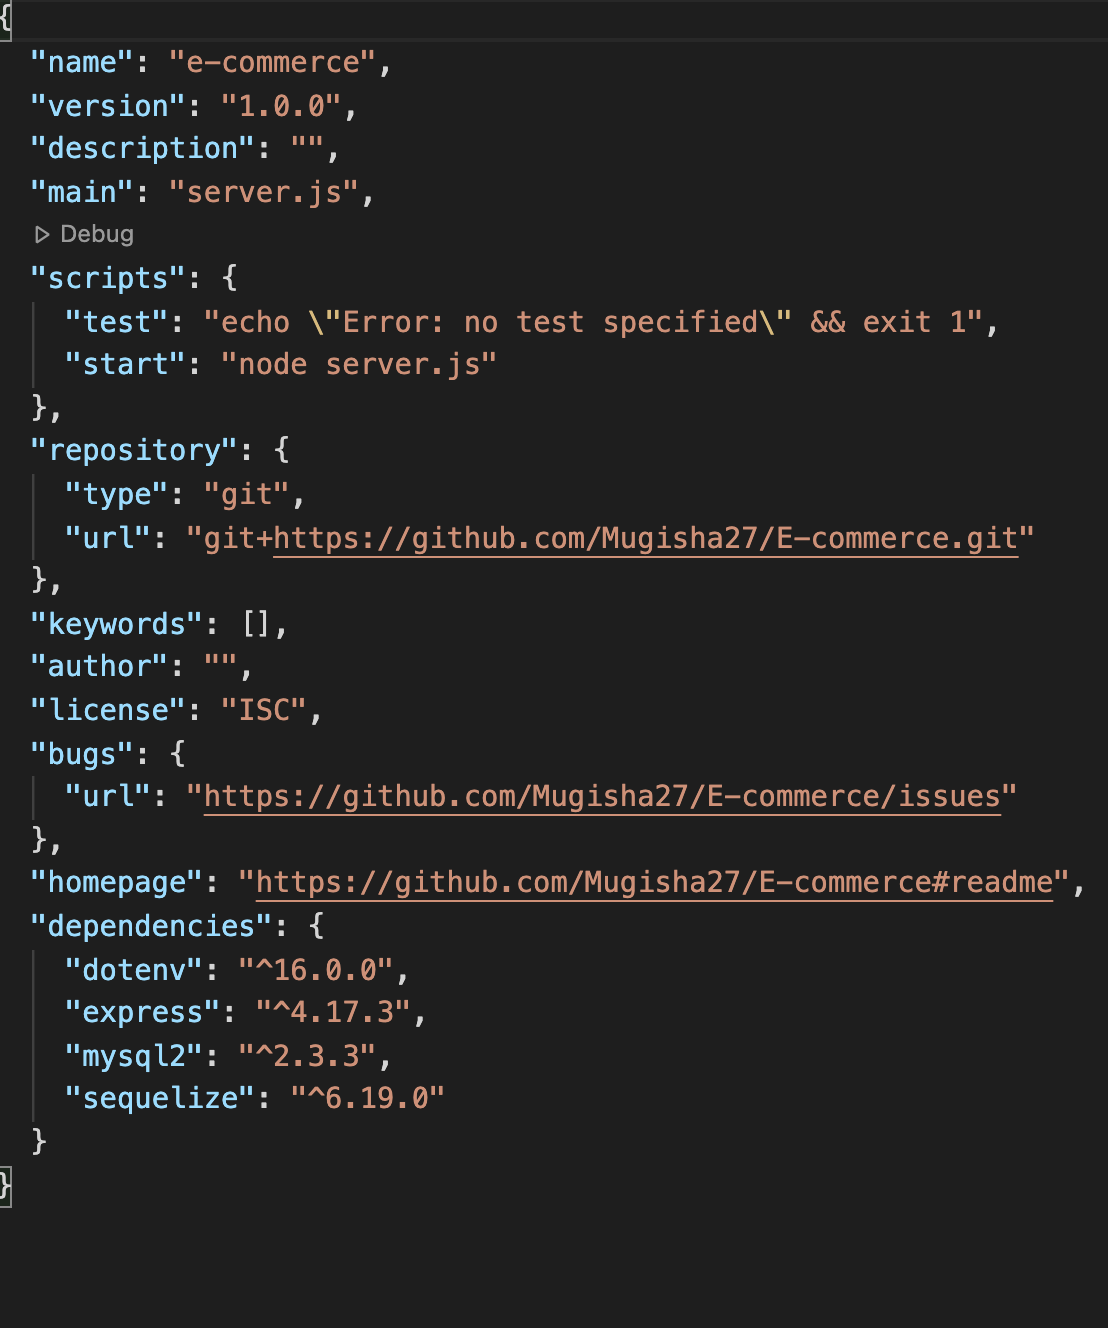 {
"name": "e-commerce",
"version": "1.0.0",
"description": "",
"main": "server.js",
Debug
"scripts": {
"test": "echo \"Error: no test specified\" && exit 1",
"start": "node server.js"
},
"repository": {
"type": "git",
"url": "git+https://github.com/Mugisha27/E-commerce.git"
},
"keywords": [],
"author": "",
"license": "ISC",
"bugs": {
"url": "https://github.com/Mugisha27/E-commerce/issues"
},
"homepage": "https://github.com/Mugisha27/E-commerce#readme",
"dependencies": {
"dotenv": "^16.0.0",
"express": "^4.17.3",
"mysql2": "^2.3.3",
"sequelize": "^6.19.0"
}
}